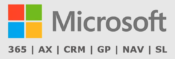 Microsoft
365 | AX | CRM | GP | NAV | SL